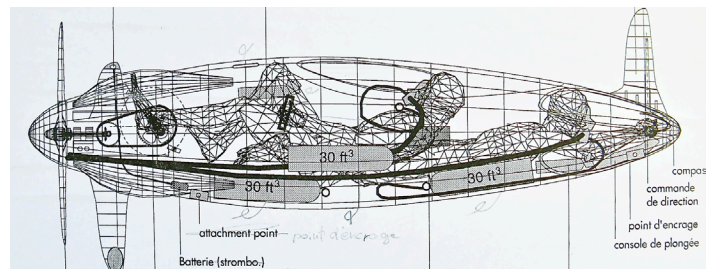 30 ft³
30 ft³
30 ft³
compas
commande
de direction
point d'encrage
console de plongée
attachment point - point d'encrage
Batterie (strombo.)